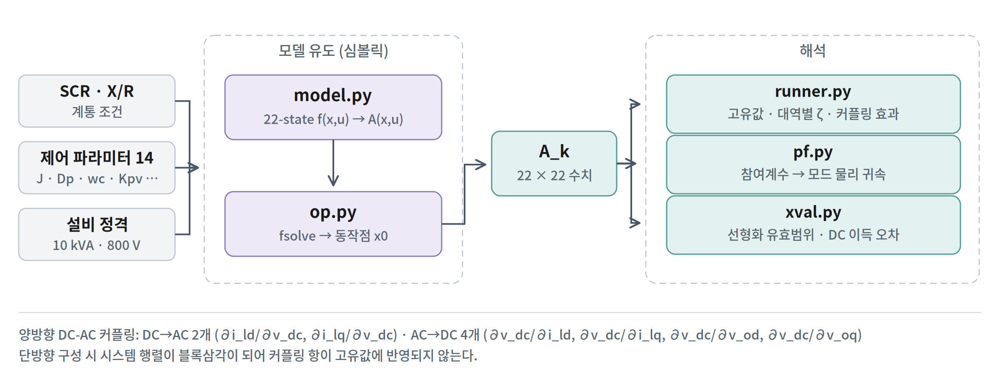 모델 유도 (심볼릭)
해석
SCR · X/R
계통 조건
제어 파라미터 14
J · Dp · wc · Kpv ⋯
설비 정격
10 kVA · 800 V
model.py
22-state f(x,u) → A(x,u)
op.py
fsolve → 동작점 x0
A_k
22 × 22 수치
runner.py
고유값 · 대역별 ζ · 커플링 효과
pf.py
참여계수 → 모드 물리 귀속
xval.py
선형화 유효범위 · DC 이득 오차
양방향 DC-AC 커플링: DC→AC 2개 (∂i_ld/∂v_dc, ∂i_lq/∂v_dc) · AC→DC 4개 (∂v_dc/∂i_ld, ∂v_dc/∂i_lq, ∂v_dc/∂v_od, ∂v_dc/∂v_oq)
단방향 구성 시 시스템 행렬이 블록삼각이 되어 커플링 항이 고유값에 반영되지 않는다.